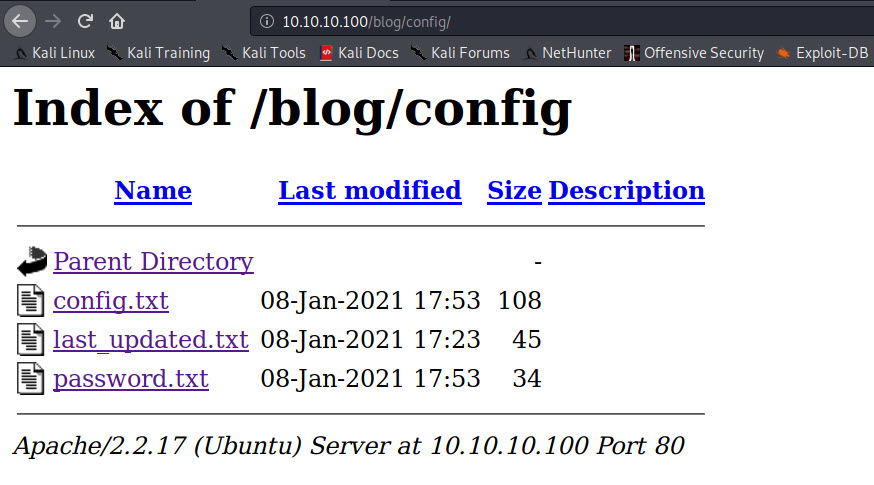 10.10.10.100/blog/config/
Kali Linux Kali Training Kali Tools Kali Docs Kali Forums NetHunter Offensive Security Exploit-DB
Index of /blog/config
Name Last modified Size Description
Parent Directory -
config.txt 08-Jan-2021 17:53 108
last_updated.txt 08-Jan-2021 17:23 45
password.txt 08-Jan-2021 17:53 34
Apache/2.2.17 (Ubuntu) Server at 10.10.10.100 Port 80